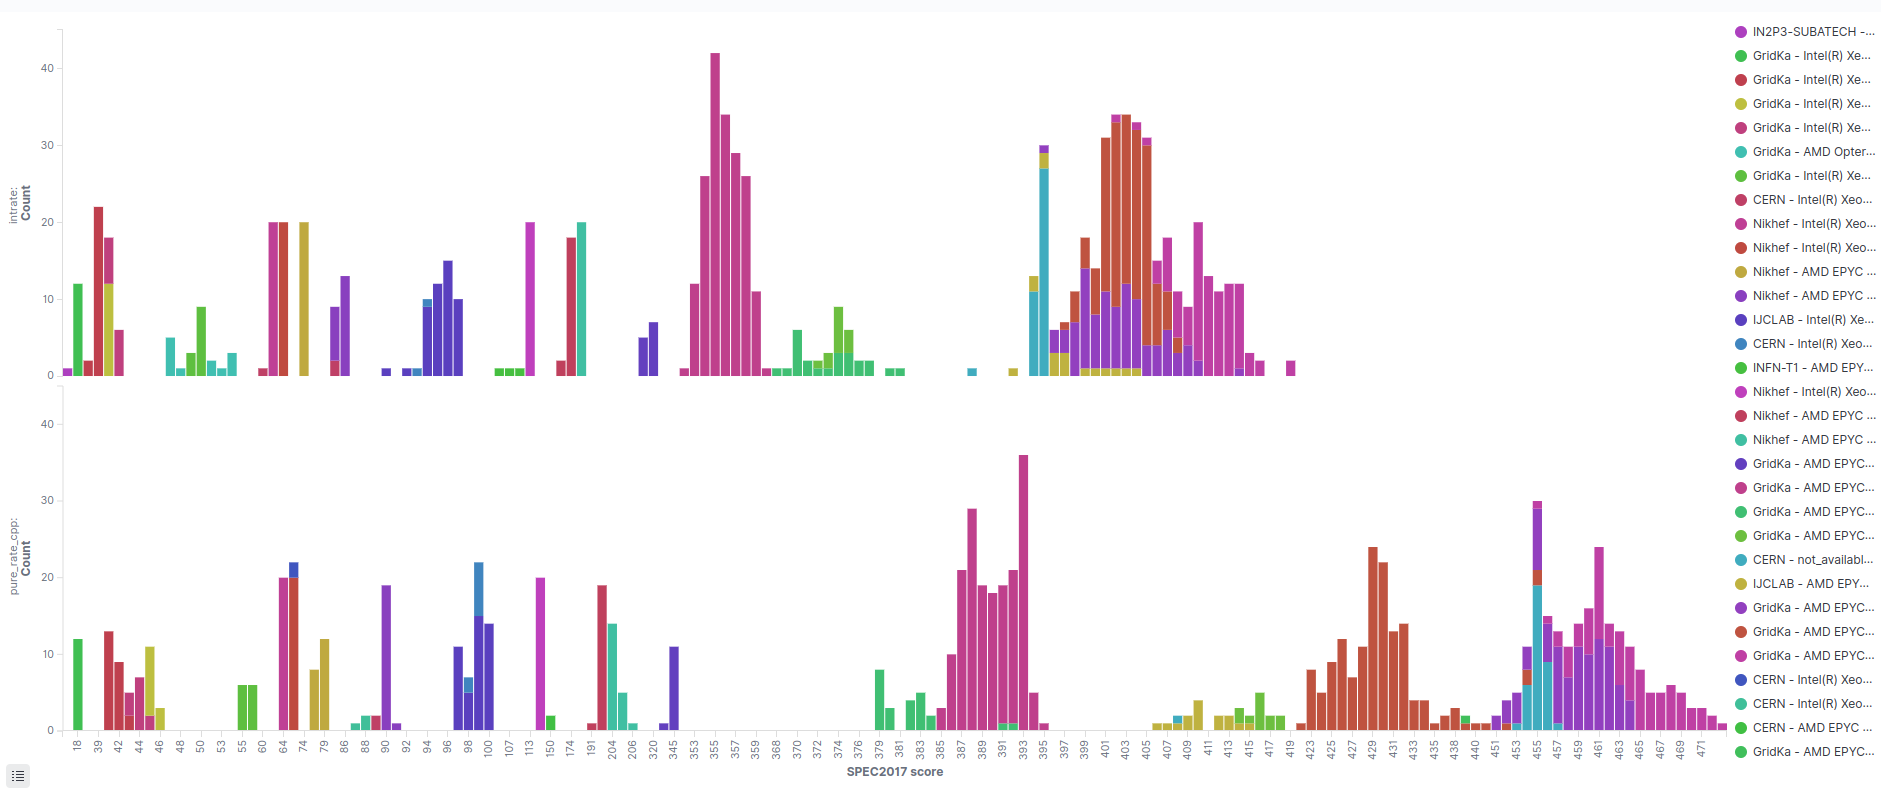 intrate:
Count
40
30
20
10
0
pure_rate_cpp:
Count
40
30
20
10
0
18 39 42 44 46 48 50 53 55 60 64 74 79 86 88 90 92 94 96 98 100 107 113 150 174 191 204 206 320 345 353 355 357 359 368 370 372 374 376 379 381 383 385 387 389 391 393 395 397 399 401 403 405 407 409 411 413 415 417 419 423 425 427 429 431 433 435 438 440 451 453 455 457 459 461 463 465 467 469 471
SPEC2017 score
IN2P3-SUBATECH -...
GridKa - Intel(R) Xe...
GridKa - Intel(R) Xe...
GridKa - Intel(R) Xe...
GridKa - Intel(R) Xe...
GridKa - AMD Opter...
GridKa - Intel(R) Xe...
CERN - Intel(R) Xeo...
Nikhef - Intel(R) Xeo...
Nikhef - Intel(R) Xeo...
Nikhef - AMD EPYC ...
Nikhef - AMD EPYC ...
IJCLAB - Intel(R) Xe...
CERN - Intel(R) Xeo...
INFN-T1 - AMD EPY...
Nikhef - Intel(R) Xeo...
Nikhef - AMD EPYC ...
Nikhef - AMD EPYC ...
GridKa - AMD EPYC...
GridKa - AMD EPYC...
GridKa - AMD EPYC...
GridKa - AMD EPYC...
CERN - not_availabl...
IJCLAB - AMD EPY...
GridKa - AMD EPYC...
GridKa - AMD EPYC...
GridKa - AMD EPYC...
CERN - Intel(R) Xeo...
CERN - Intel(R) Xeo...
CERN - AMD EPYC ...
GridKa - AMD EPYC...